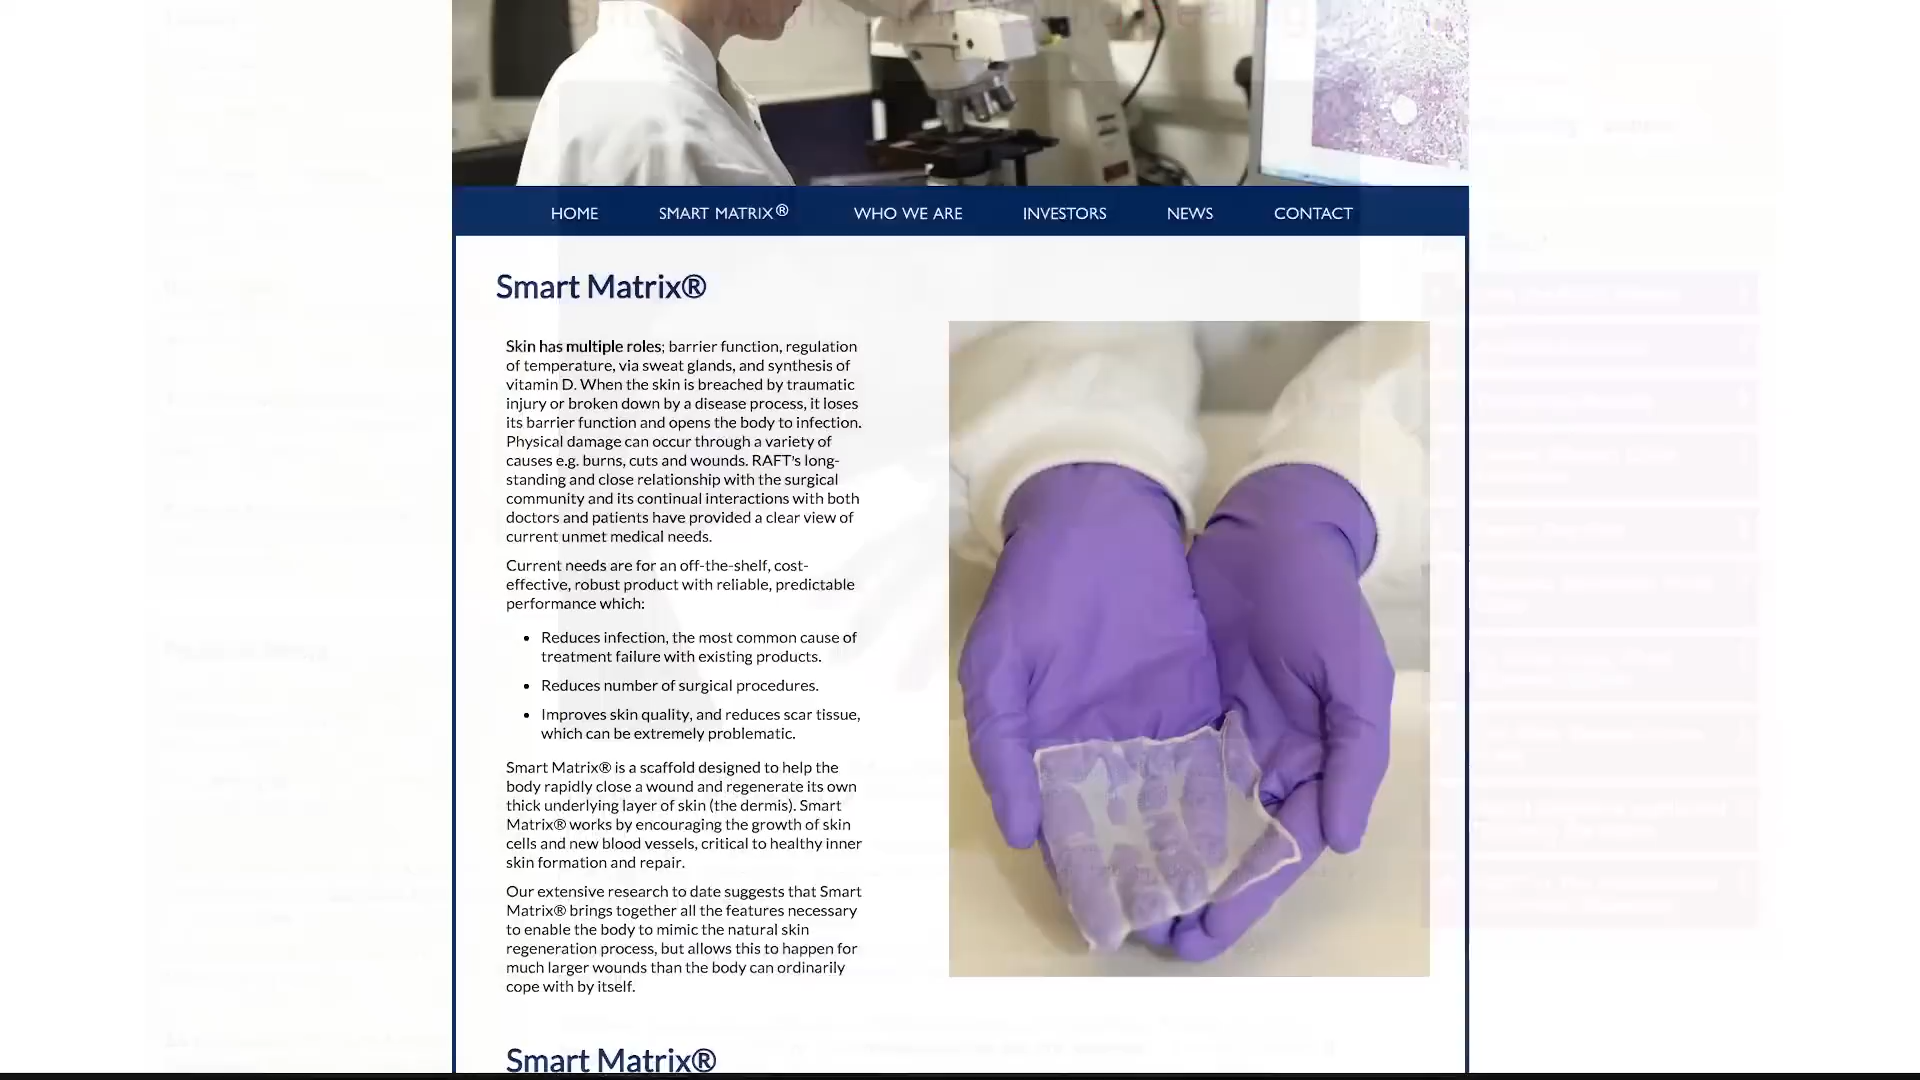 HOME SMART MATRIX® WHO WE ARE INVESTORS NEWS CONTACT
Smart Matrix®
Skin has multiple roles; barrier function, regulation
of temperature, via sweat glands, and synthesis of
vitamin D. When the skin is breached by traumatic
injury or broken down by a disease process, it loses
its barrier function and opens the body to infection.
Physical damage can occur through a variety of
causes e.g. burns, cuts and wounds. RAFT's long-
standing and close relationship with the surgical
community and its continual interactions with both
doctors and patients have provided a clear view of
current unmet medical needs.
Current needs are for an off-the-shelf, cost-
effective, robust product with reliable, predictable
performance which:
• Reduces infection, the most common cause of
treatment failure with existing products.
• Reduces number of surgical procedures.
• Improves skin quality, and reduces scar tissue,
which can be extremely problematic.
Smart Matrix® is a scaffold designed to help the
body rapidly close a wound and regenerate its own
thick underlying layer of skin (the dermis). Smart
Matrix® works by encouraging the growth of skin
cells and new blood vessels, critical to healthy inner
skin formation and repair.
Our extensive research to date suggests that Smart
Matrix® brings together all the features necessary
to enable the body to mimic the natural skin
regeneration process, but allows this to happen for
much larger wounds than the body can ordinarily
cope with by itself.
Smart Matrix®